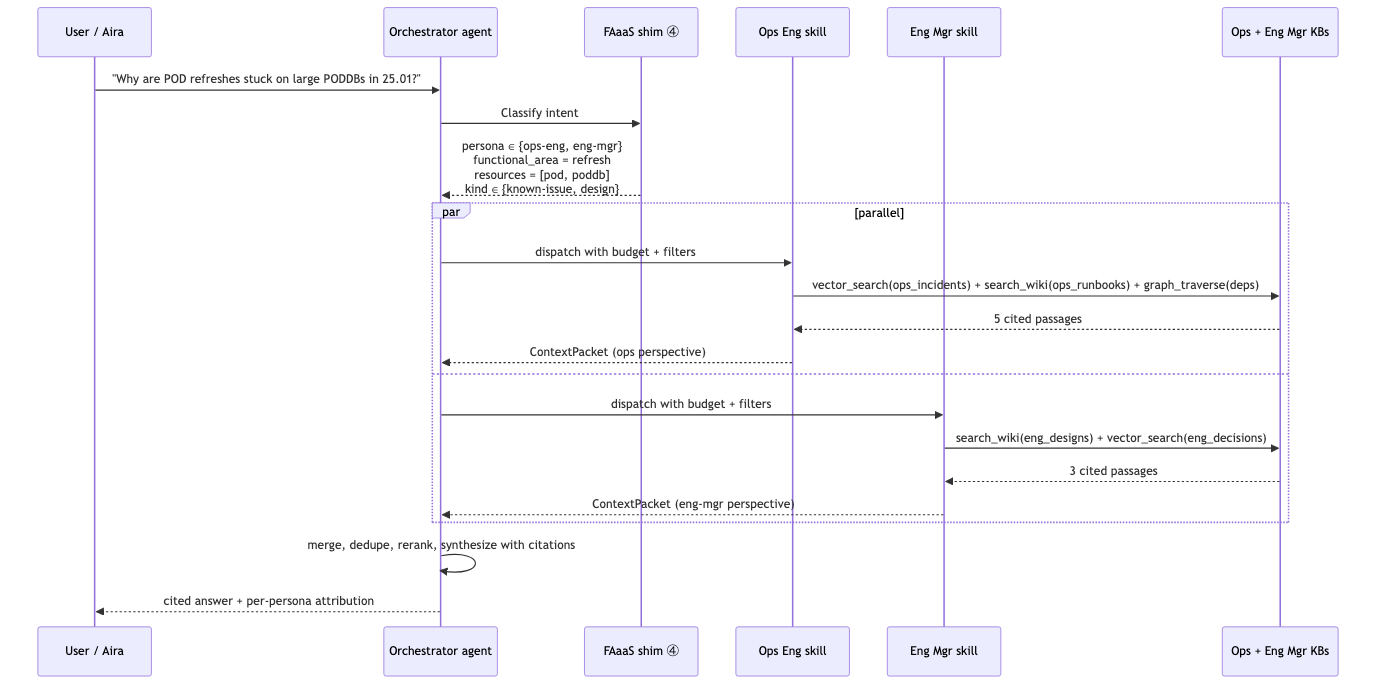 User / Aira
Orchestrator agent
FAaaS shim ④
Ops Eng skill
Eng Mgr skill
Ops + Eng Mgr KBs
"Why are POD refreshes stuck on large PODDBs in 25.01?"
Classify intent
persona ∈ {ops-eng, eng-mgr}
functional_area = refresh
resources = [pod, poddb]
kind ∈ {known-issue, design}
par
[parallel]
dispatch with budget + filters
vector_search(ops_incidents) + search_wiki(ops_runbooks) + graph_traverse(deps)
5 cited passages
ContextPacket (ops perspective)
dispatch with budget + filters
search_wiki(eng_designs) + vector_search(eng_decisions)
3 cited passages
ContextPacket (eng-mgr perspective)
merge, dedupe, rerank, synthesize with citations
cited answer + per-persona attribution
User / Aira
Orchestrator agent
FAaaS shim ④
Ops Eng skill
Eng Mgr skill
Ops + Eng Mgr KBs